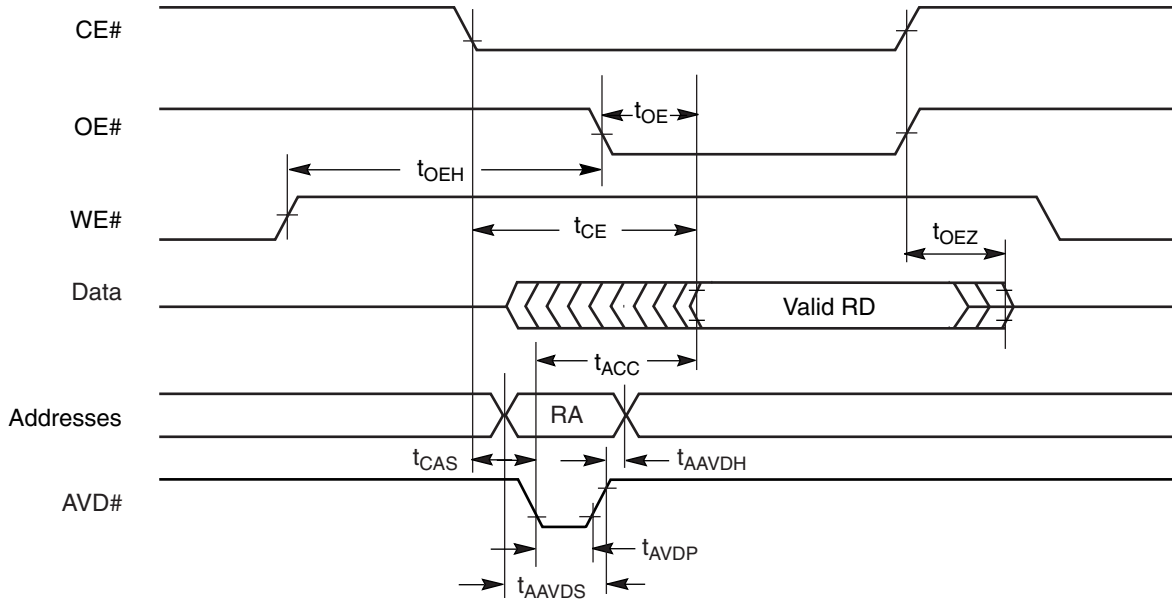 CE#
OE#
tOE
tOEH
WE#
tCE
tOEZ
Data
Valid RD
tACC
Addresses
RA
tCAS
tAAVDH
AVD#
tAVDP
tAAVDS